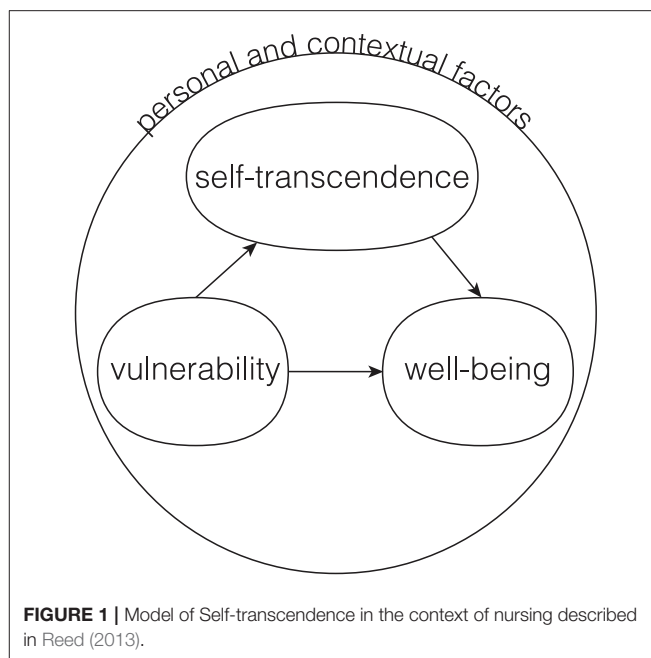 personal and contextual factors
self-transcendence
vulnerability
well-being
FIGURE 1 | Model of Self-transcendence in the context of nursing described
in Reed (2013).